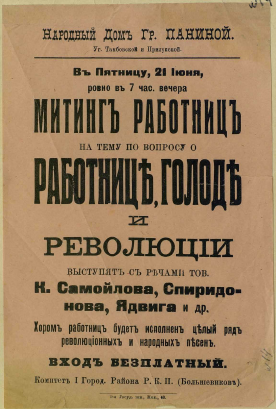 Народный Домъ Гр. Паниной.
Уг. Тамбовской и Прилукской.
Въ Пятницу, 21 Іюня,
ровно въ 7 час. вечера
МИТИНГЪ РАБОТНИЦЪ
НА ТЕМУ ПО ВОПРОСУ О
РАБОТНИЦѢ, ГОЛОДѢ
И
РЕВОЛЮЦІИ
ВЫСТУПЯТЪ СЪ РѢЧАМИ ТОВ.
К. Самойлова, Спиридо-
нова, Ядвига и др.
Хоромъ работницъ будетъ исполненъ цѣлый рядъ
революціонныхъ и народныхъ пѣсенъ.
ВХОДЪ БЕЗПЛАТНЫЙ.
Комитетъ I Город. Района Р. К. П. (Большевиковъ).